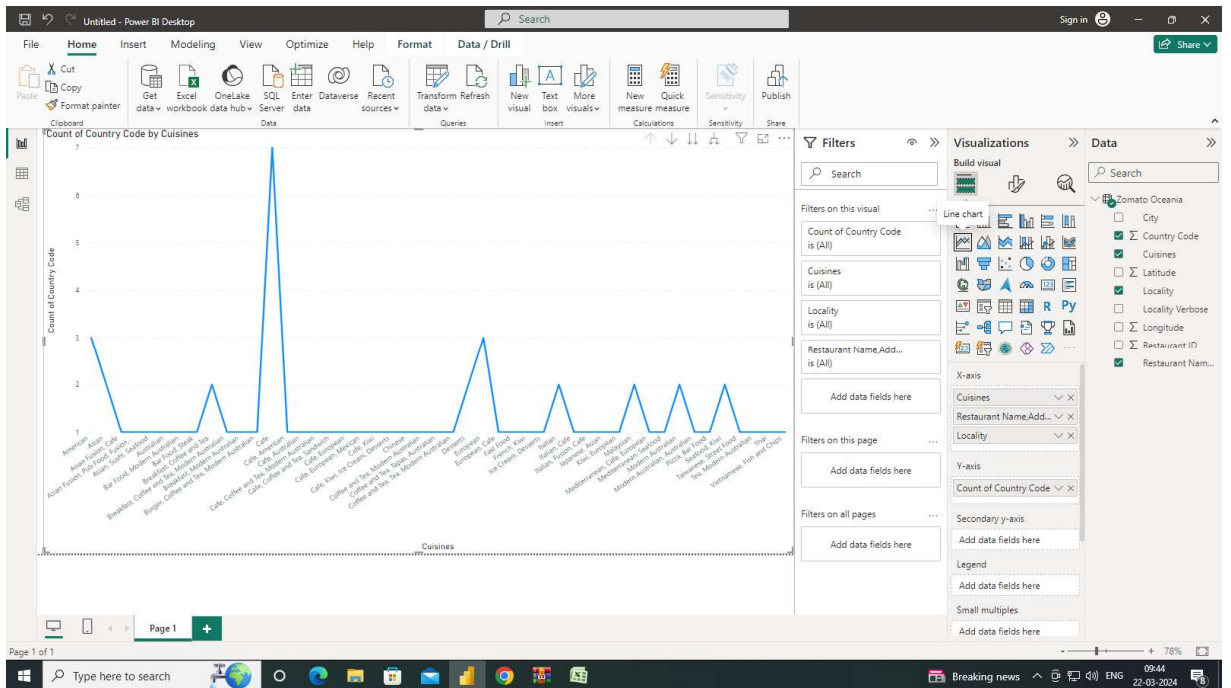 Untitled - Power BI Desktop
Search
Sign in
File Home Insert Modeling View Optimize Help Format Data / Drill
Share
Paste
Cut
Copy
Format painter
Get data
Excel workbook
OneLake data hub
SQL Server
Enter data
Dataverse
Recent sources
Transform data
Refresh
New visual
Text box
More visuals
New measure
Quick measure
Sensitivity
Publish
Clipboard Data Queries Insert Calculations Sensitivity Share
Count of Country Code by Cuisines
7
6
5
4
3
2
1
Count of Country Code
American
Asian
Asian Fusion, Cafe
Asian Fusion, Pub Food, Fusion...
Asian, Sushi, Seafood
Australian
Bar Food, Modern Australian
Bar Food, Steak
Breakfast, Coffee and Tea
Breakfast, Coffee and Tea, Modern Australian
Breakfast, Modern Australian
Burger, Coffee and Tea, Modern Australian
Cafe
Cafe, American
Cafe, Australian
Cafe, Coffee and Tea, Modern Australian
Cafe, Coffee and Tea, Sandwich
Cafe, European
Cafe, European, Mexican
Cafe, Kiwi
Cafe, Kiwi, Ice Cream, Desserts
Chinese
Coffee and Tea, Modern Australian
Coffee and Tea, Tapas, Australian
Coffee and Tea, Modern Australian
Desserts
European
European, Cafe
Fast Food
French, Kiwi
Ice Cream, Desserts
Italian
Italian, Cafe
Italian, Fusion, Cafe
Japanese, Asian
Kiwi, European
Malaysian
Mediterranean, Cafe, European
Mediterranean, Seafood
Modern Australian
Modern Australian, Australian
Pizza, Bar Food
Seafood, Kiwi
Taiwanese, Street Food
Tea, Modern Australian
Thai
Vietnamese, Fish and Chips
Cuisines
Filters
Search
Filters on this visual
Count of Country Code
is (All)
Cuisines
is (All)
Locality
is (All)
Restaurant Name,Add...
is (All)
Add data fields here
Filters on this page
Add data fields here
Filters on all pages
Add data fields here
Visualizations
Build visual
Line chart
123
R Py
X-axis
Cuisines
Restaurant Name,Add...
Locality
Y-axis
Count of Country Code
Secondary y-axis
Add data fields here
Legend
Add data fields here
Small multiples
Add data fields here
Data
Search
Zomato Oceania
City
Country Code
Cuisines
Latitude
Locality
Locality Verbose
Longitude
Restaurant ID
Restaurant Nam...
Page 1
Page 1 of 1
78%
Type here to search
Breaking news
ENG
09:44
22-03-2024